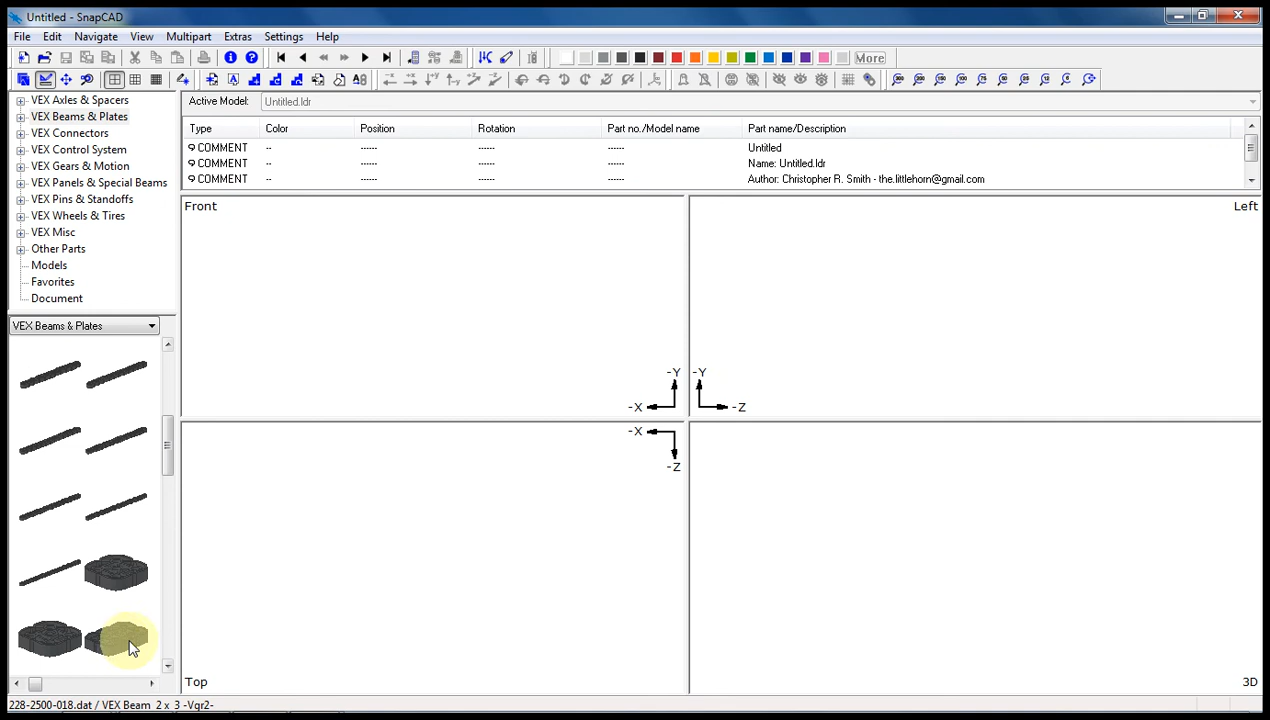 Untitled - SnapCAD
File Edit Navigate View Multipart Extras Settings Help
More
VEX Axles & Spacers
VEX Beams & Plates
VEX Connectors
VEX Control System
VEX Gears & Motion
VEX Panels & Special Beams
VEX Pins & Standoffs
VEX Wheels & Tires
VEX Misc
Other Parts
Models
Favorites
Document
VEX Beams & Plates
Active Model: Untitled.ldr
Type Color Position Rotation Part no./Model name Part name/Description
COMMENT -- ------ ------ ------ Untitled
COMMENT -- ------ ------ ------ Name: Untitled.ldr
COMMENT -- ------ ------ ------ Author: Christopher R. Smith - the.littlehorn@gmail.com
Front
-Y
-X
Left
-Y
-Z
-X
-Z
Top
3D
228-2500-018.dat / VEX Beam 2 x 3 -Vgr2-